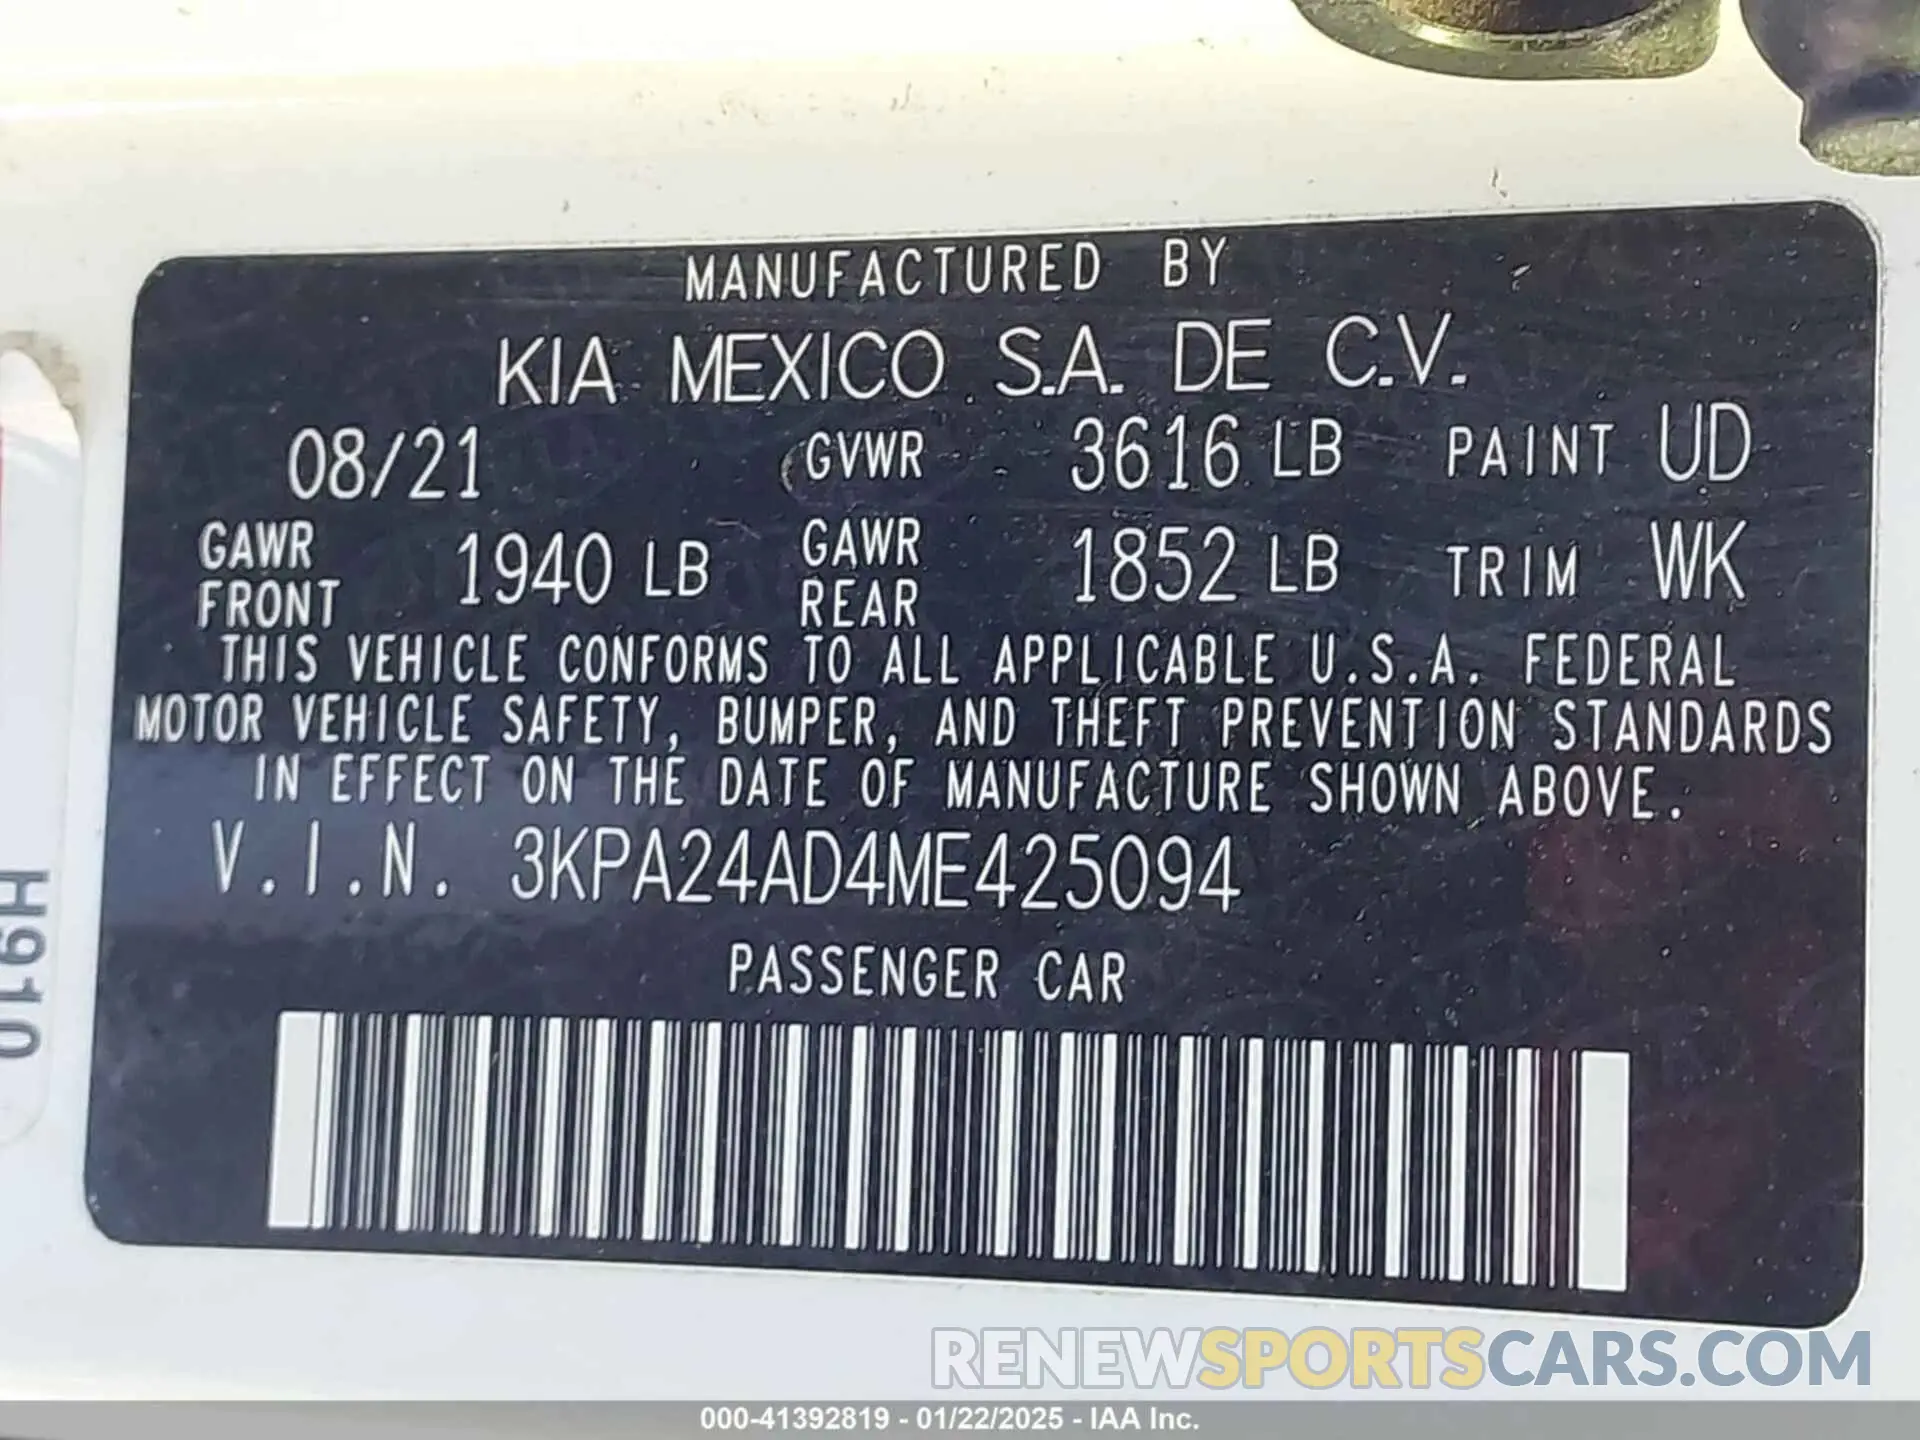 MANUFACTURED BY
KIA MEXICO S.A. DE C.V.
08/21 GVWR 3616 LB PAINT UD
GAWR FRONT 1940 LB GAWR REAR 1852 LB TRIM WK
THIS VEHICLE CONFORMS TO ALL APPLICABLE U.S.A. FEDERAL
MOTOR VEHICLE SAFETY, BUMPER, AND THEFT PREVENTION STANDARDS
IN EFFECT ON THE DATE OF MANUFACTURE SHOWN ABOVE.
V.I.N. 3KPA24AD4ME425094
PASSENGER CAR
H910
RENEWSPORTSCARS.COM
000-41392819 - 01/22/2025 - IAA Inc.